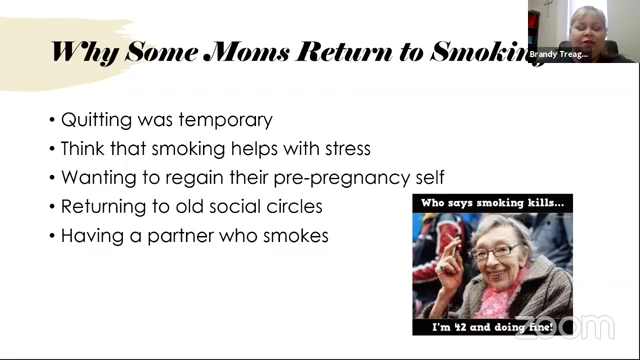 Why Some Moms Return to Smoking
Brandy Treag...
• Quitting was temporary
• Think that smoking helps with stress
• Wanting to regain their pre-pregnancy self
• Returning to old social circles
• Having a partner who smokes
Who says smoking kills...
I'm 42 and doing fine!
zoom